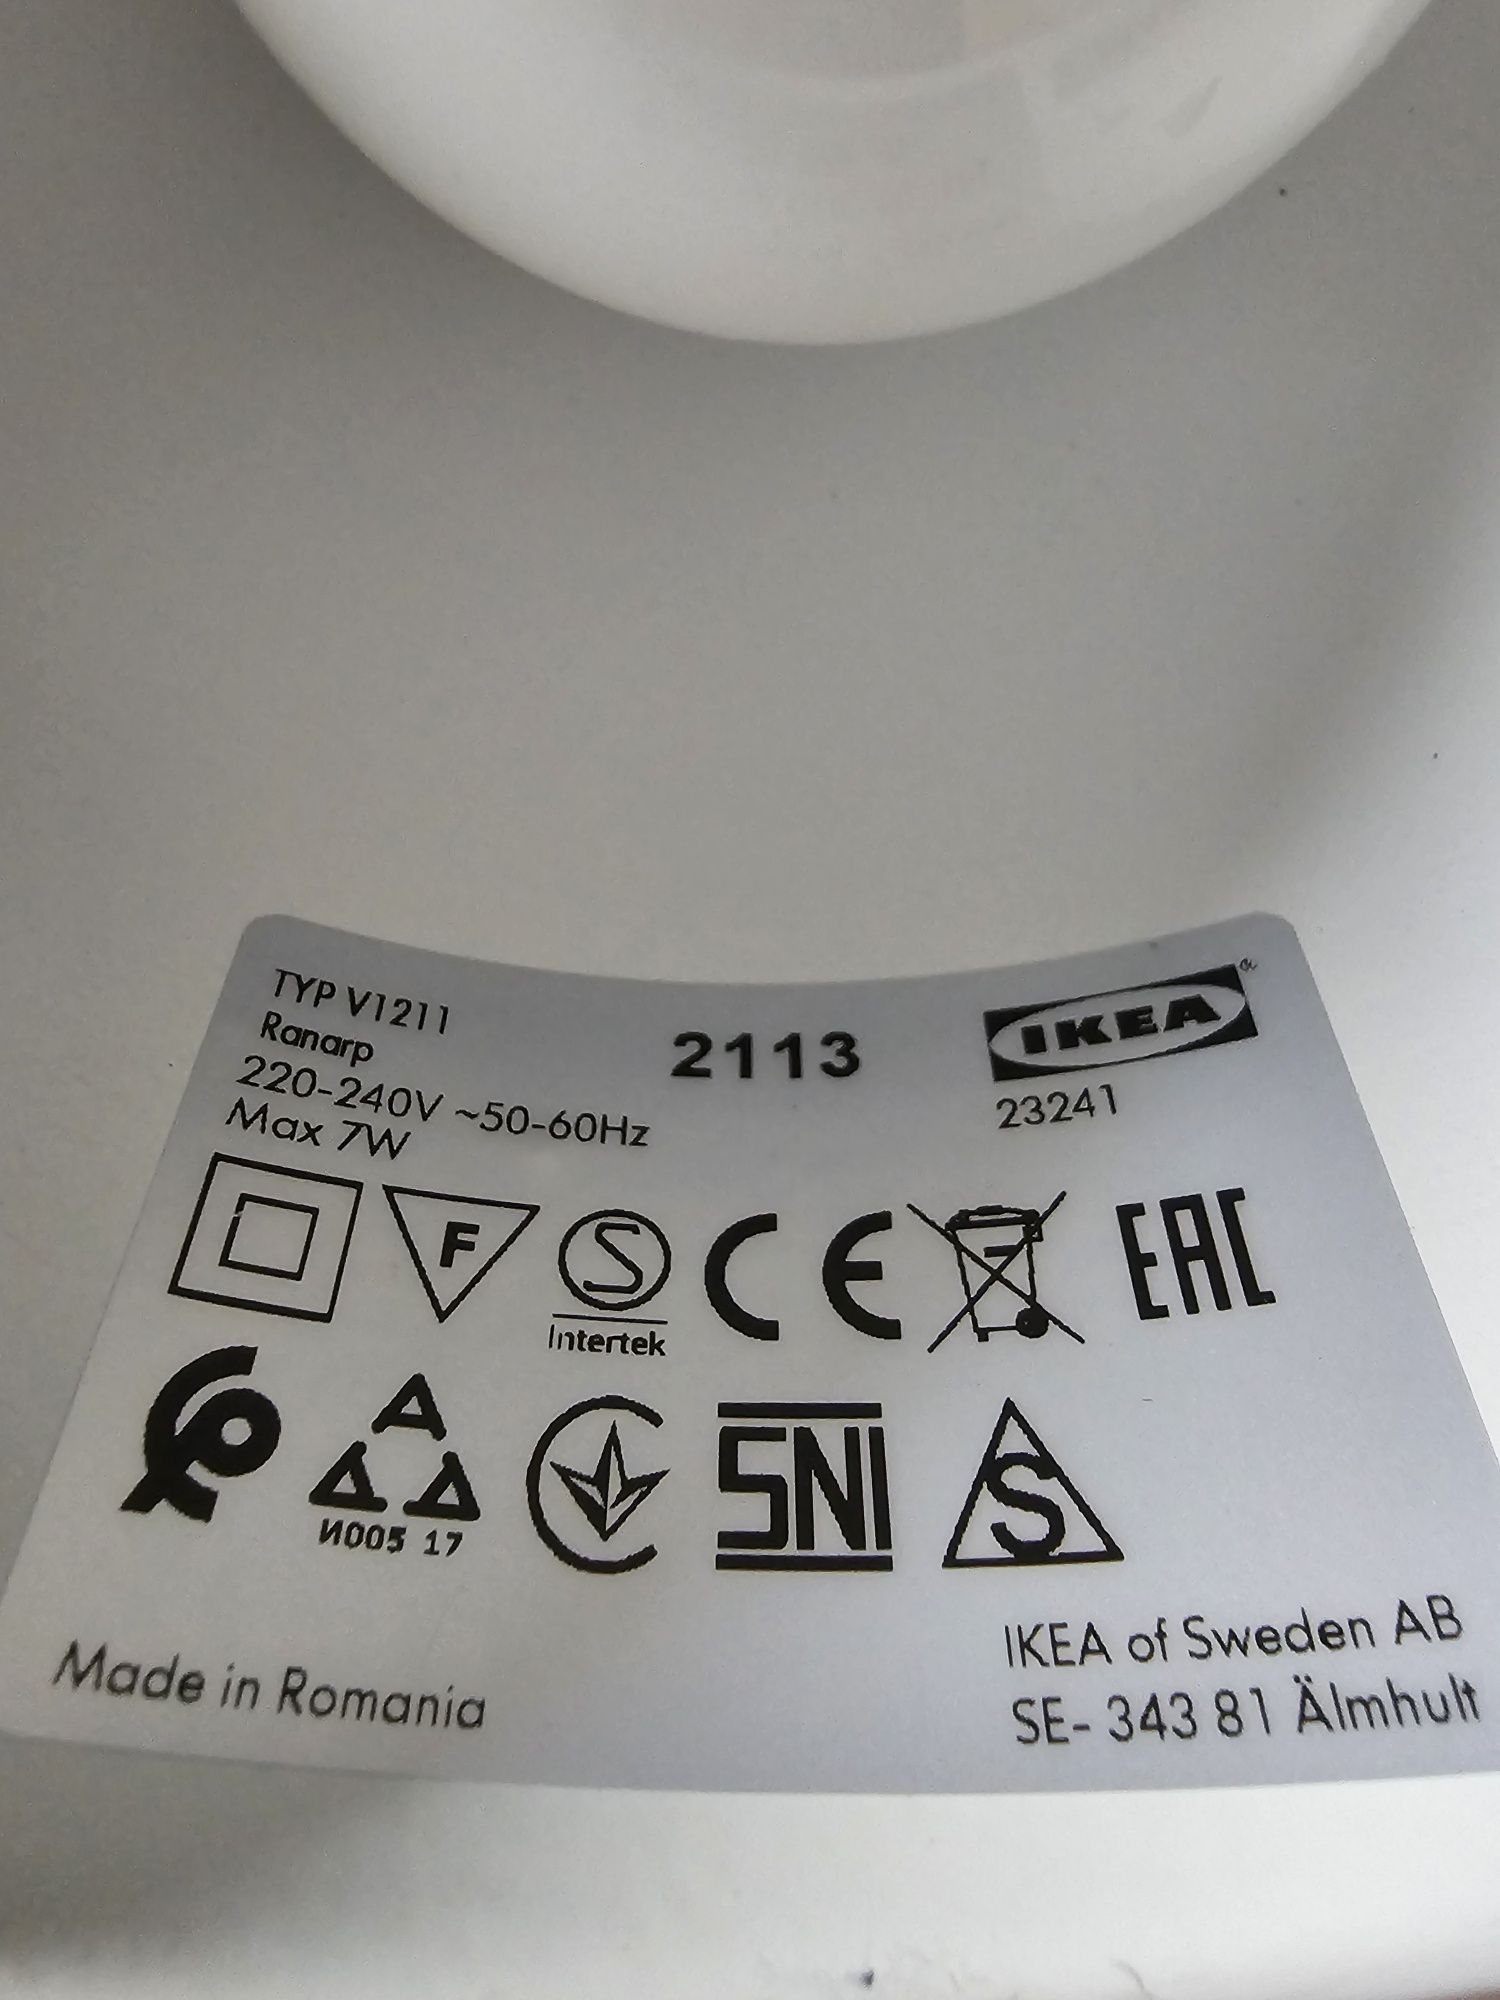 TYP V1211
Ranarp
220-240V ~50-60Hz
Max 7W
2113
IKEA
23241
F
S
Intertek
CE
EAC
И005 17
SNI
S
Made in Romania
IKEA of Sweden AB
SE- 343 81 Älmhult